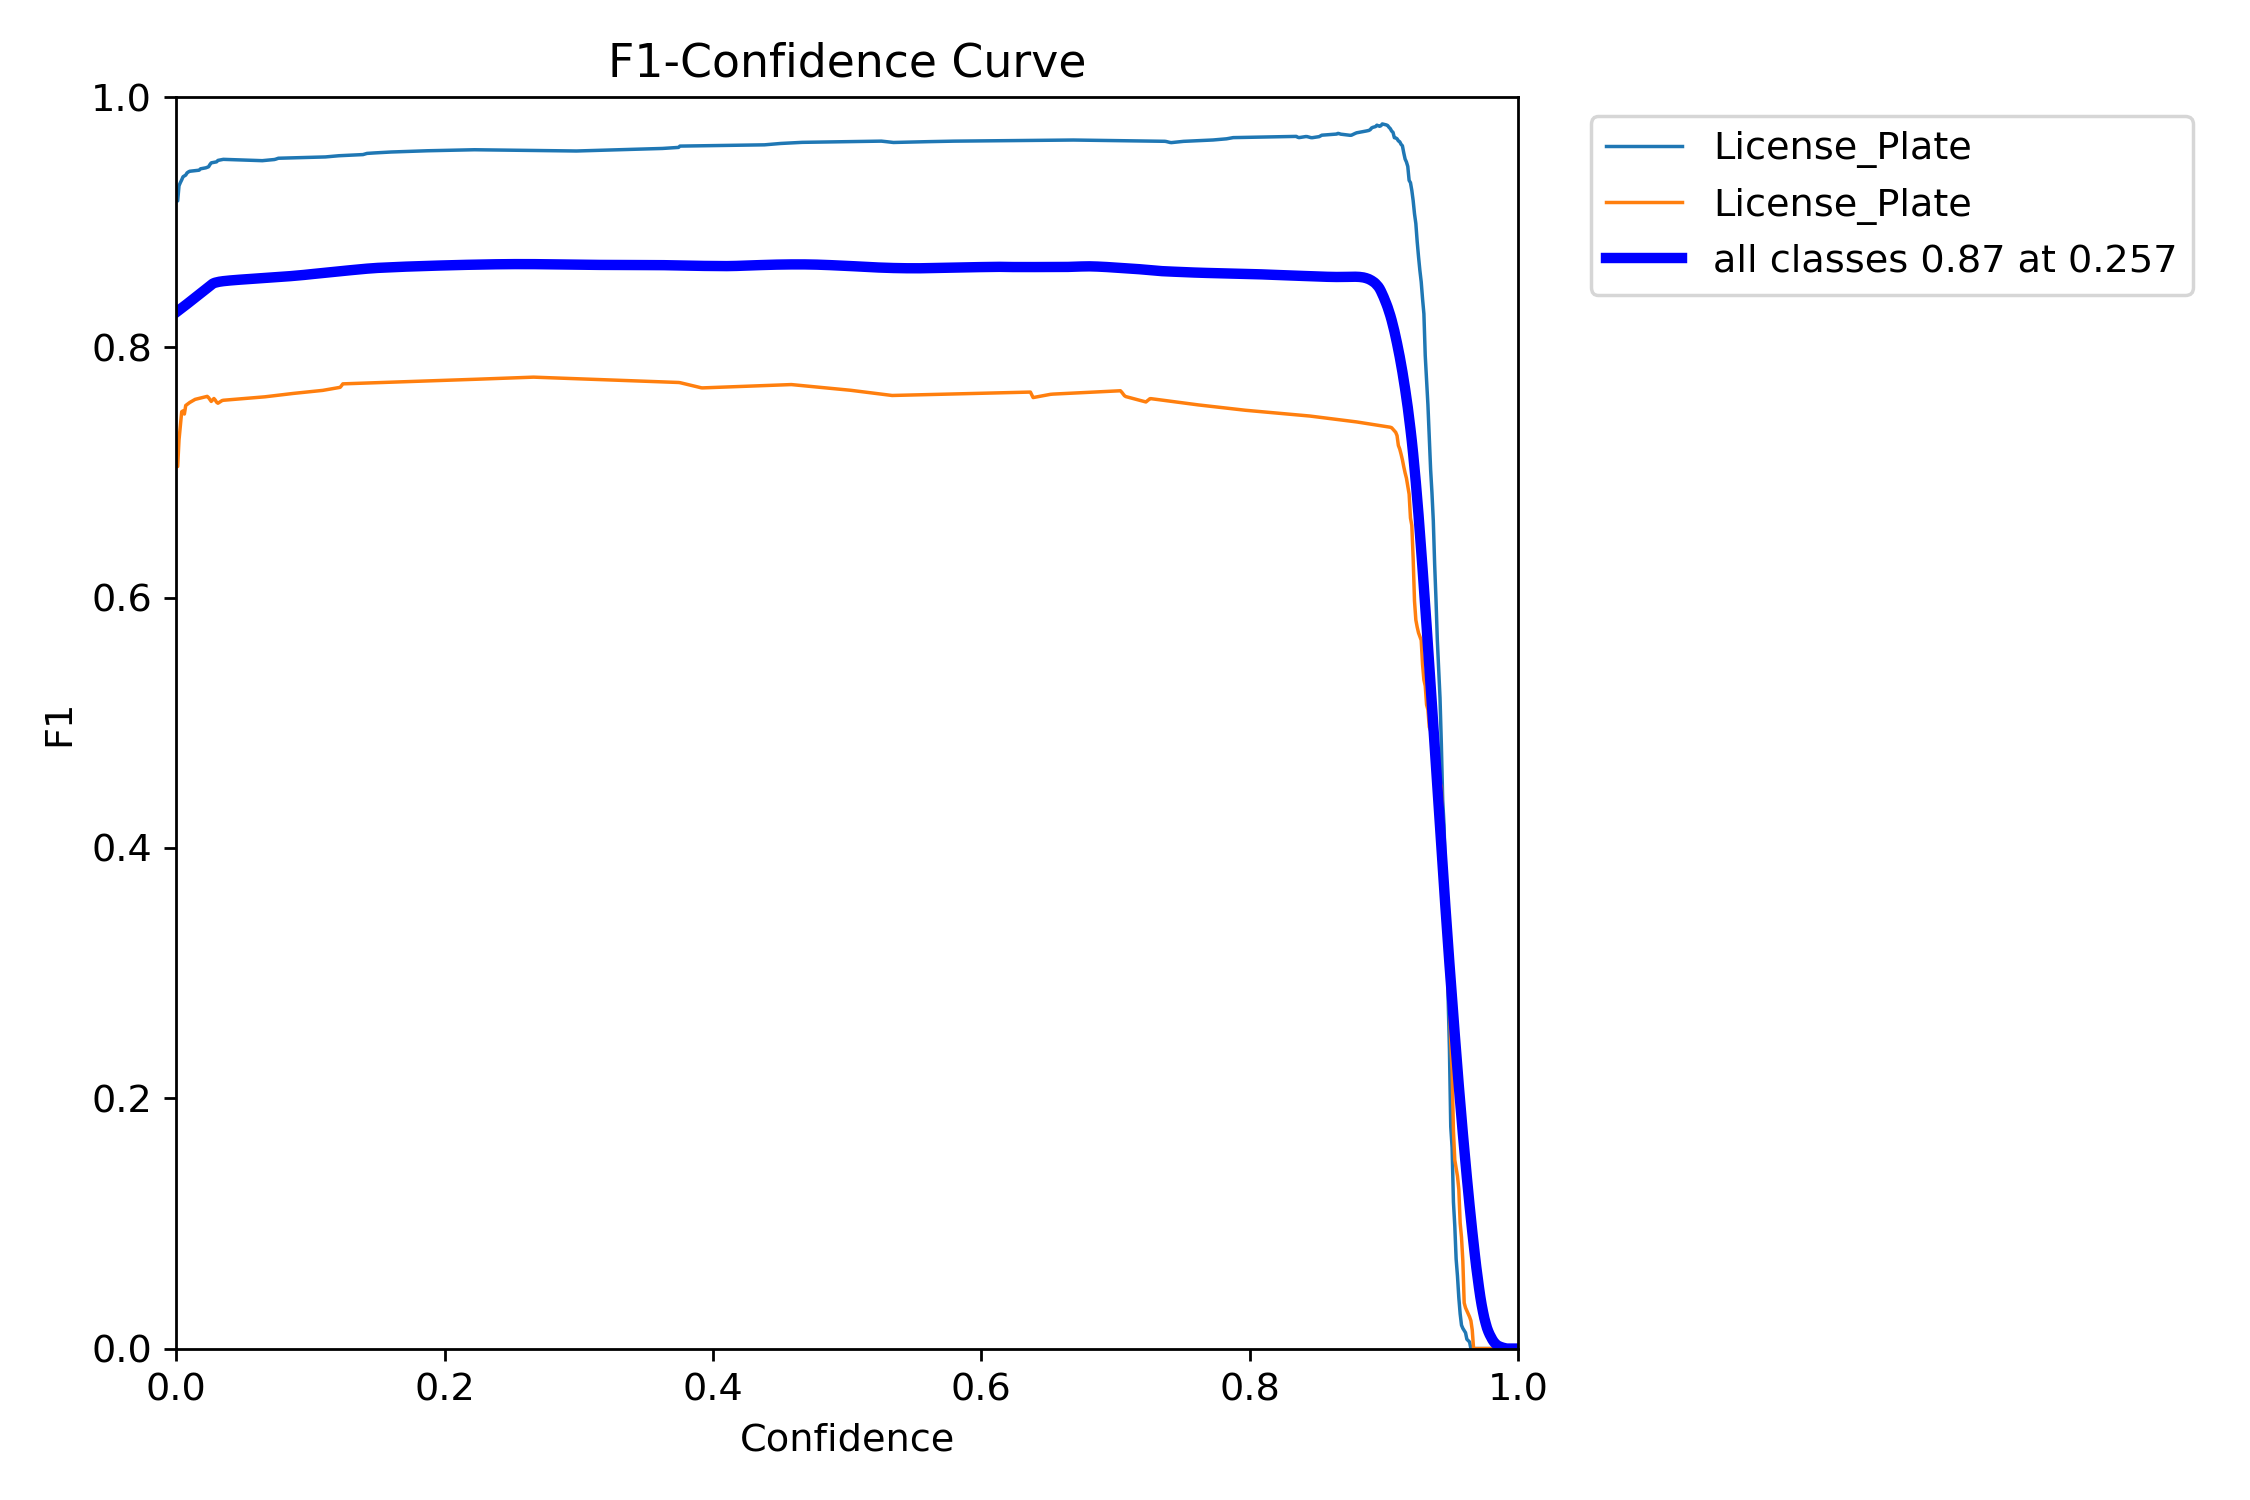 F1-Confidence Curve
License_Plate
License_Plate
all classes 0.87 at 0.257
1.0
0.8
0.6
0.4
0.2
0.0
F1
0.0 0.2 0.4 0.6 0.8 1.0
Confidence